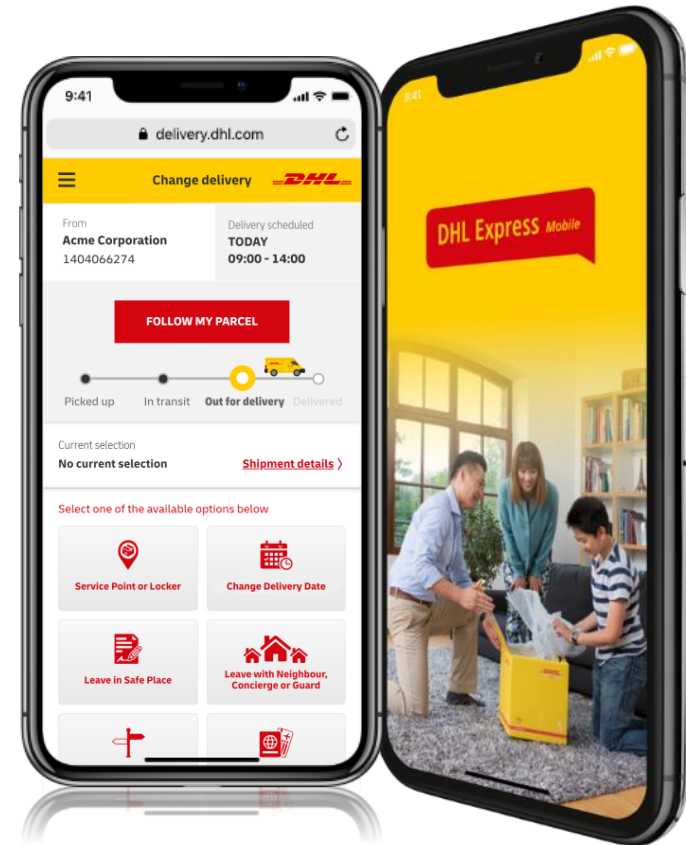 9:41
delivery.dhl.com
Change delivery
DHL
From
Acme Corporation
1404066274
Delivery scheduled
TODAY
09:00 - 14:00
FOLLOW MY PARCEL
Picked up
In transit
Out for delivery
Delivered
Current selection
No current selection
Shipment details
Select one of the available options below
Service Point or Locker
Change Delivery Date
Leave in Safe Place
Leave with Neighbour,
Concierge or Guard
9:41
DHL Express Mobile